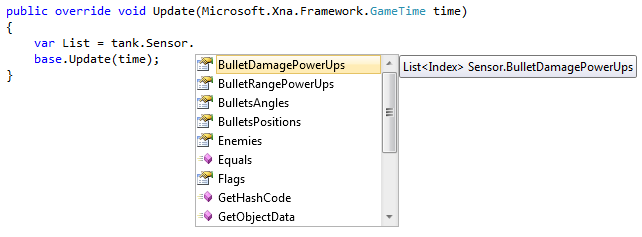 public override void Update(Microsoft.Xna.Framework.GameTime time)
{
var List = tank.Sensor.
base.Update(time);
}
BulletDamagePowerUps
BulletRangePowerUps
BulletsAngles
BulletsPositions
Enemies
Equals
Flags
GetHashCode
GetObjectData
List<Index> Sensor.BulletDamagePowerUps